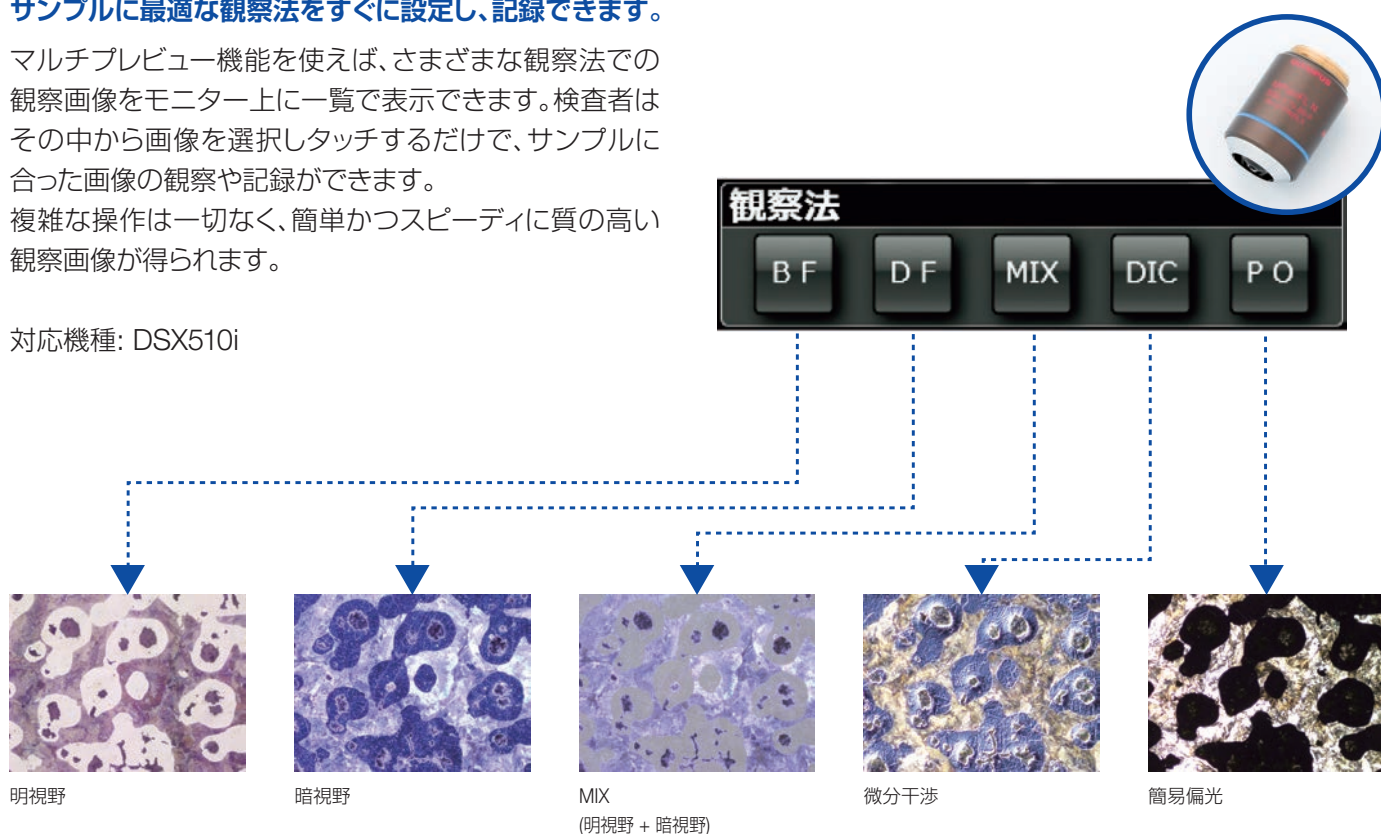 サンプルに最適な観察法をすぐに設定し、記録できます。
マルチプレビュー機能を使えば、さまざまな観察法での
観察画像をモニター上に一覧で表示できます。検査者は
その中から画像を選択しタッチするだけで、サンプルに
合った画像の観察や記録ができます。
複雑な操作は一切なく、簡単かつスピーディに質の高い
観察画像が得られます。
対応機種: DSX510i
観察法
BF DF MIX DIC PO
明視野
暗視野
MIX
(明視野 + 暗視野)
微分干渉
簡易偏光